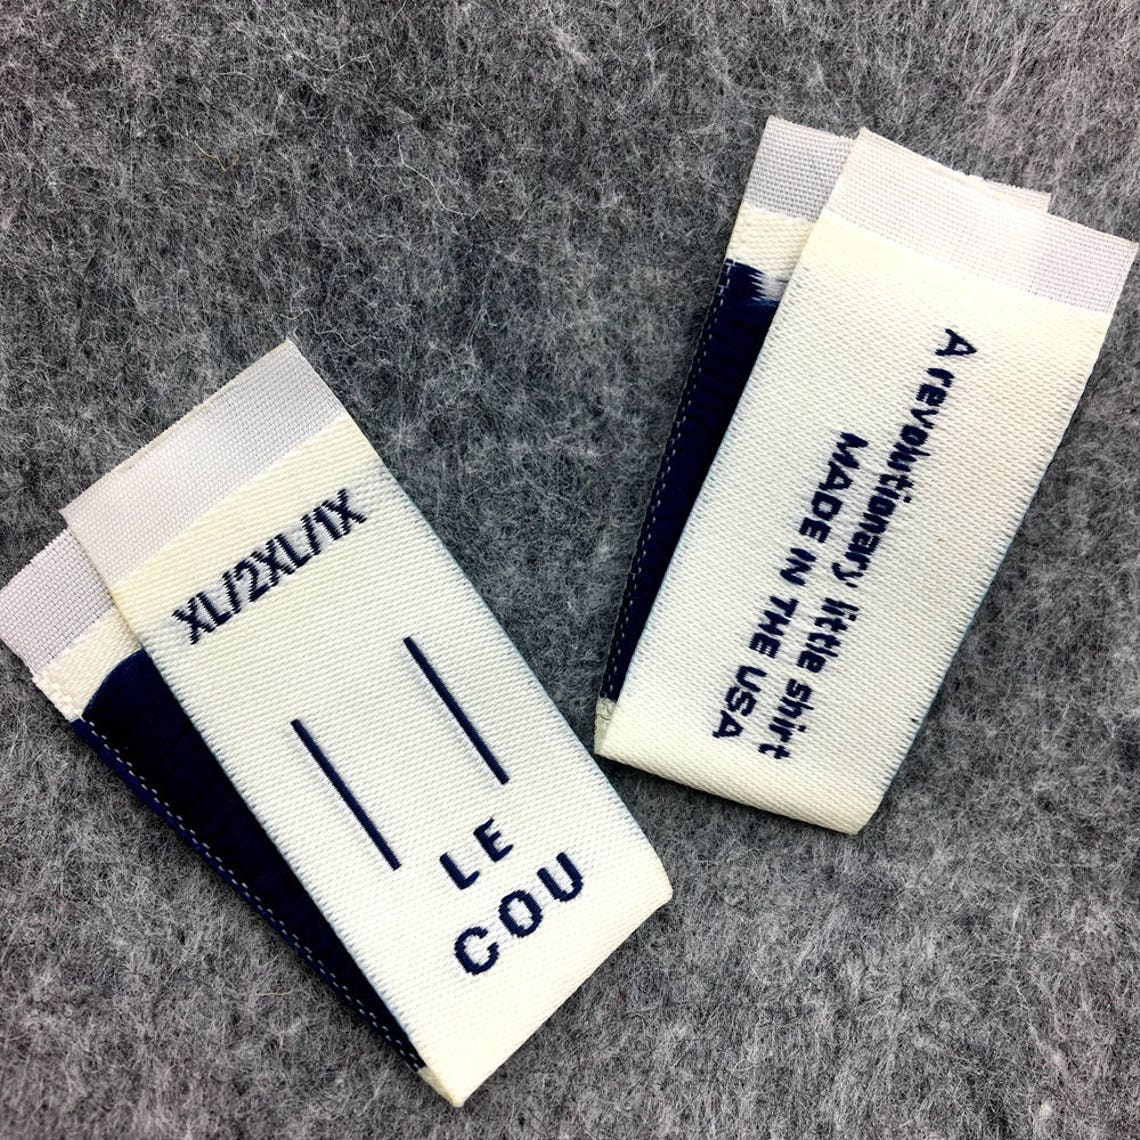 XL/2XL/1X
LE
COU
A revolutionary little shirt
MADE IN THE USA